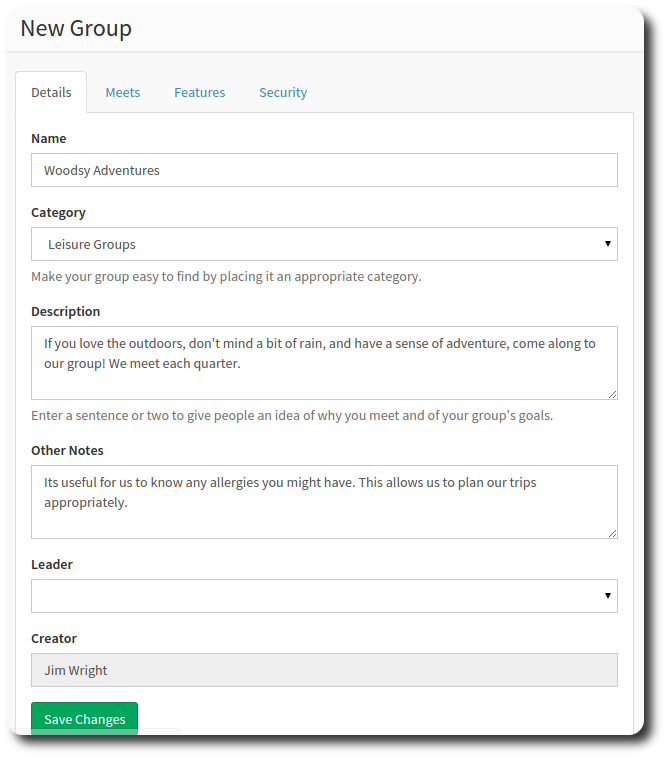 New Group
Details Meets Features Security
Name
Woodsy Adventures
Category
Leisure Groups
Make your group easy to find by placing it an appropriate category.
Description
If you love the outdoors, don't mind a bit of rain, and have a sense of adventure, come along to
our group! We meet each quarter.
Enter a sentence or two to give people an idea of why you meet and of your group's goals.
Other Notes
Its useful for us to know any allergies you might have. This allows us to plan our trips
appropriately.
Leader
Creator
Jim Wright
Save Changes